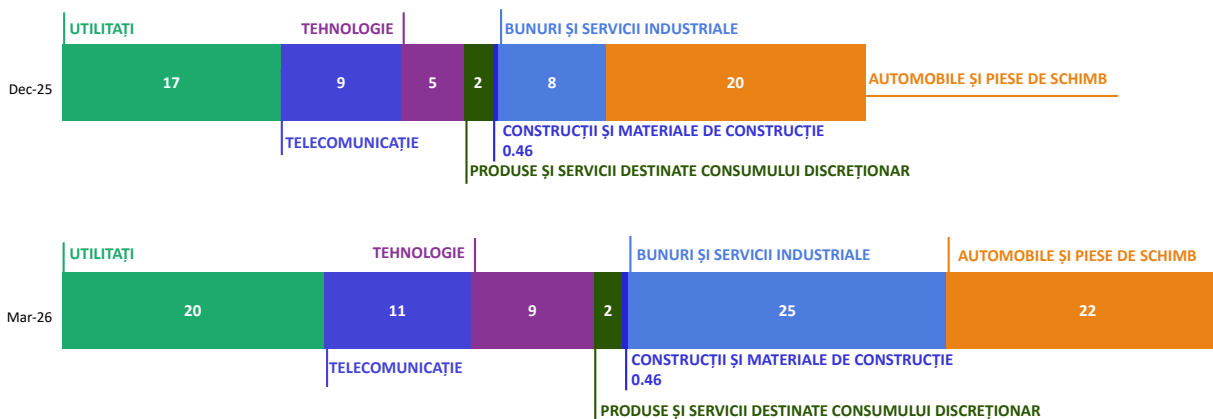 UTILITAȚI TEHNOLOGIE BUNURI ȘI SERVICII INDUSTRIALE
Dec-25 17 9 5 2 8 20 AUTOMOBILE ȘI PIESE DE SCHIMB
TELECOMUNICAȚIE CONSTRUCȚII ȘI MATERIALE DE CONSTRUCȚIE
0.46
PRODUSE ȘI SERVICII DESTINATE CONSUMULUI DISCREȚIONAR
UTILITAȚI TEHNOLOGIE BUNURI ȘI SERVICII INDUSTRIALE AUTOMOBILE ȘI PIESE DE SCHIMB
Mar-26 20 11 9 2 25 22
TELECOMUNICAȚIE CONSTRUCȚII ȘI MATERIALE DE CONSTRUCȚIE
0.46
PRODUSE ȘI SERVICII DESTINATE CONSUMULUI DISCREȚIONAR